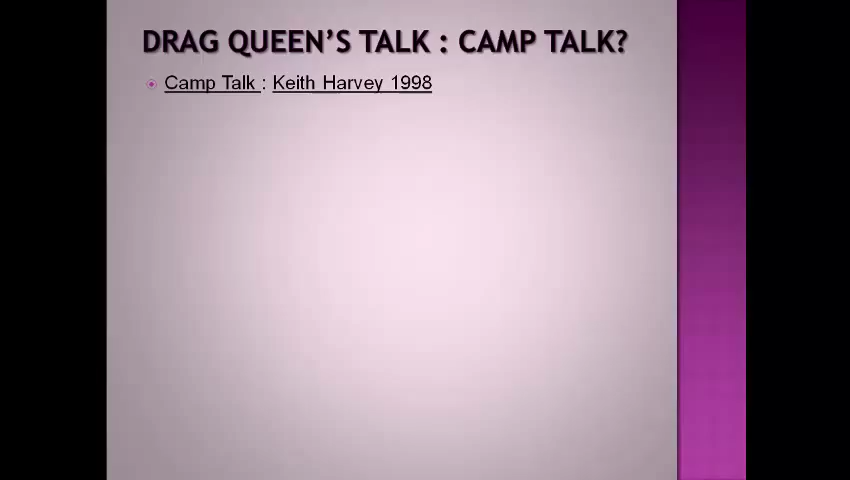 DRAG QUEEN'S TALK : CAMP TALK?
Camp Talk : Keith Harvey 1998